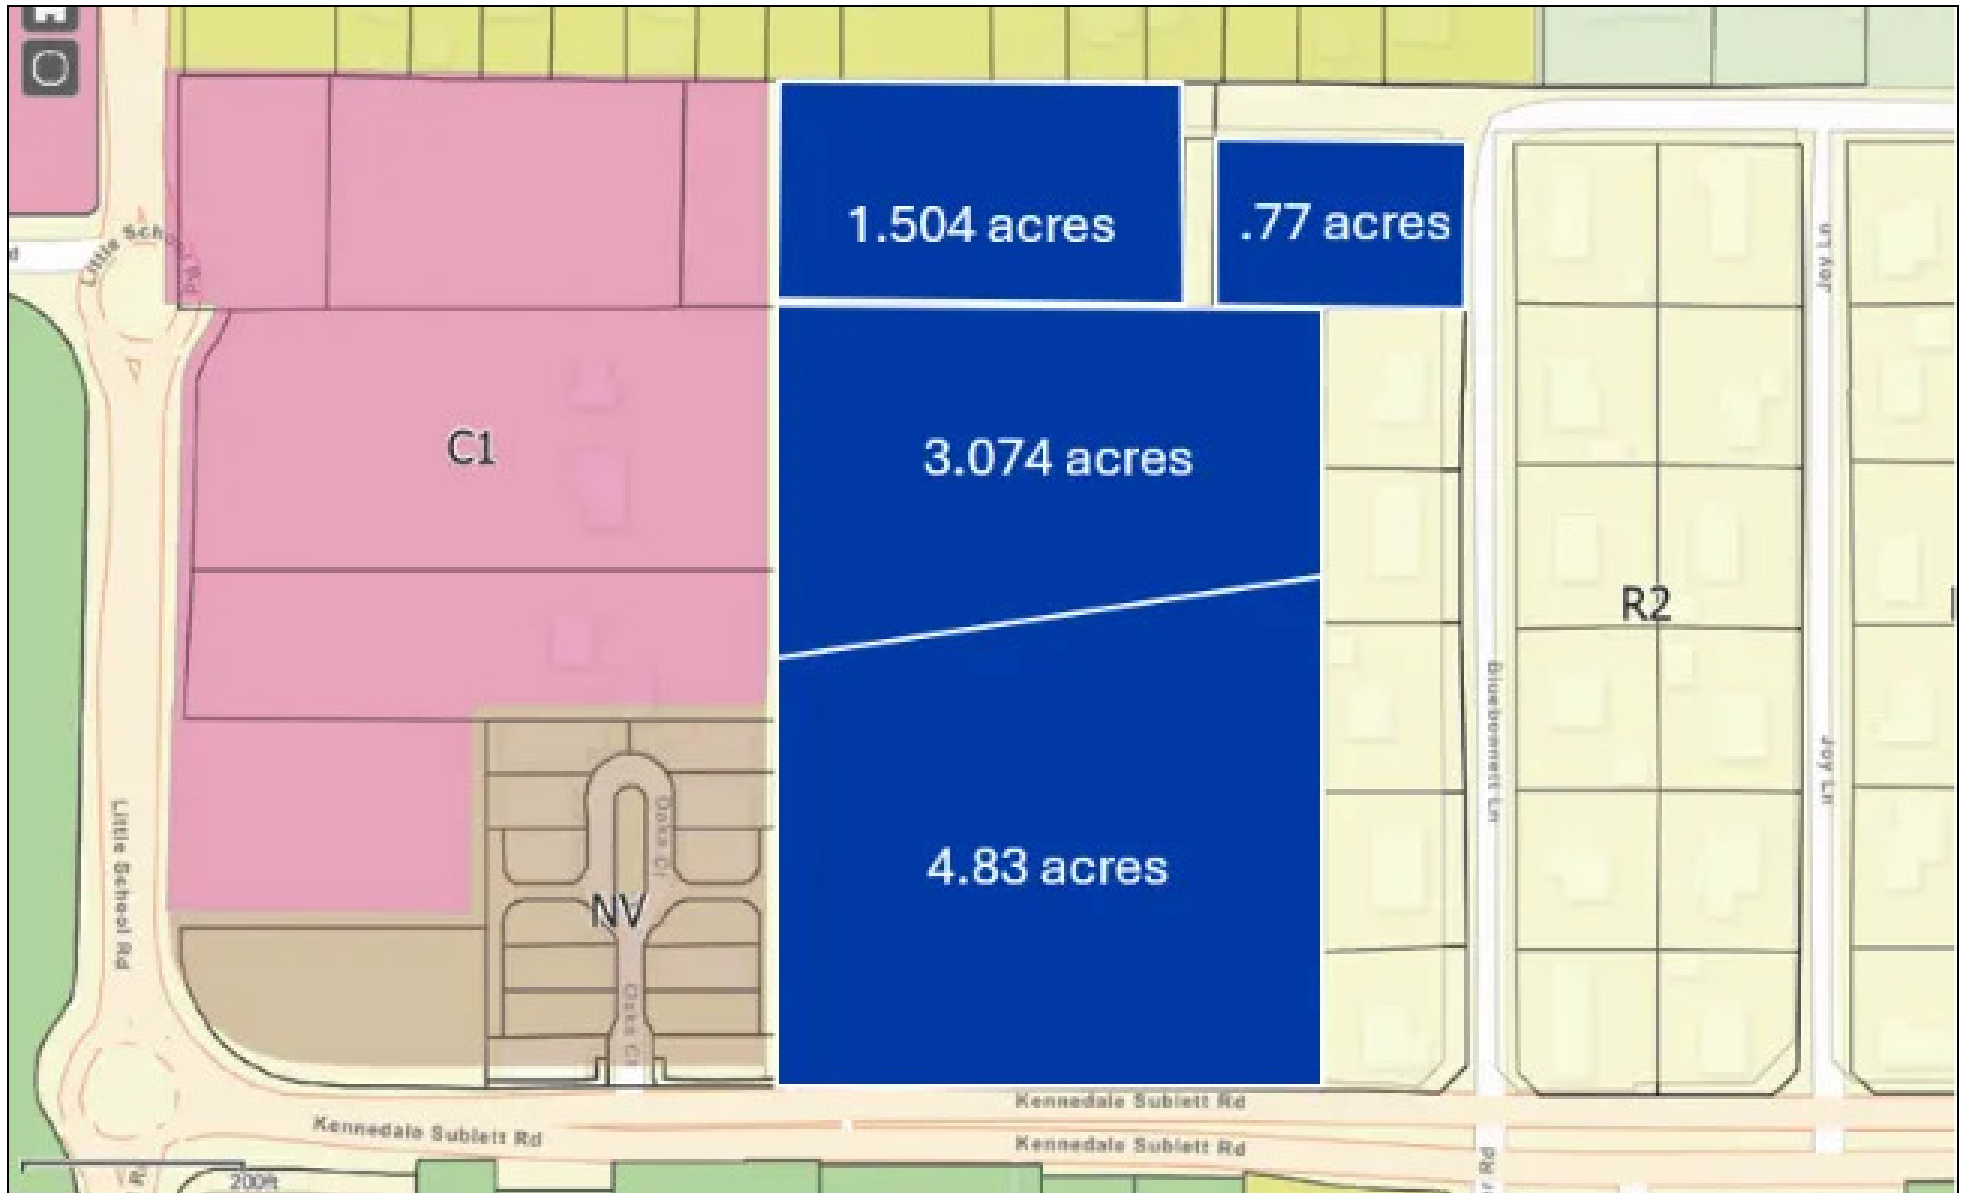 1.504 acres
.77 acres
Little School Rd
d
Joy Ln
C1
3.074 acres
R2
Bluebonnett Ln
Joy Ln
Little School Rd
Oaks Ct
4.83 acres
NV
Oaks Ct
Kennedale Sublett Rd
Kennedale Sublett Rd
Kennedale Sublett Rd
200ft